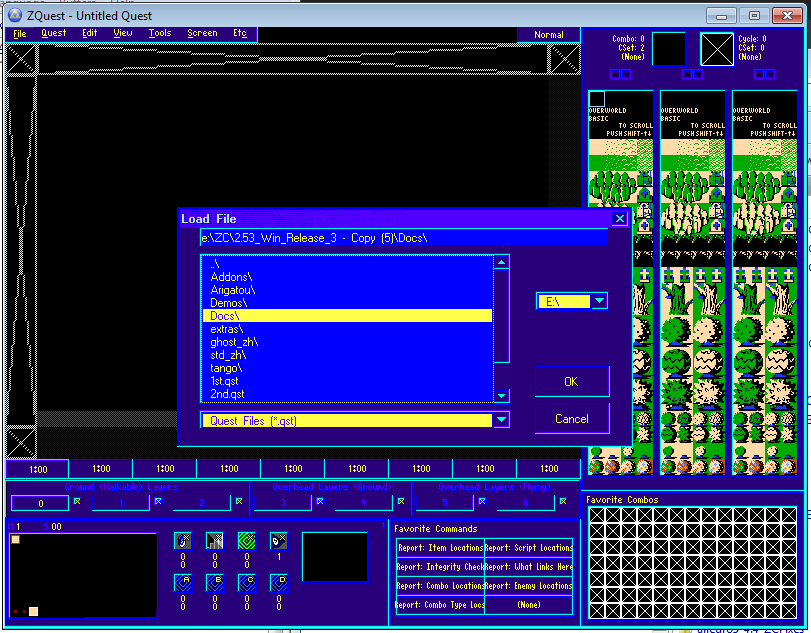 ZQuest - Untitled Quest
File Quest Edit View Tools Screen Etc
Normal
Combo: 0
CSet: 2
(None)
Cycle: 0
CSet: 0
(None)
OVERWORLD
BASIC
TO SCROLL
PUSH SHIFT-↑↓
OVERWORLD
BASIC
TO SCROLL
PUSH SHIFT-↑↓
OVERWORLD
BASIC
TO SCROLL
PUSH SHIFT-↑↓
Load File
e:\ZC\2.53_Win_Release_3 - Copy (5)\Docs\
..\
Addons\
Arigatou\
Demos\
Docs\
extras\
ghost_zh\
std_zh\
tango\
1st.qst
2nd.qst
E:\
OK
Quest Files (*.qst)
Cancel
1:00 1:00 1:00 1:00 1:00 1:00 1:00 1:00 1:00
Ground (Walkable) Layers
Overhead Layers (Ground)
Overhead Layers (Flying)
0 1 2 3 4 5 6
Favorite Combos
1 S 00
0 0 0 1
0 0 0
A B C D
0 0 0 0
0 0 0 0
Favorite Commands
Report: Item Locations Report: Script Locations
Report: Integrity Check Report: What Links Here
Report: Combo Locations Report: Enemy Locations
Report: Combo Type Locs (None)